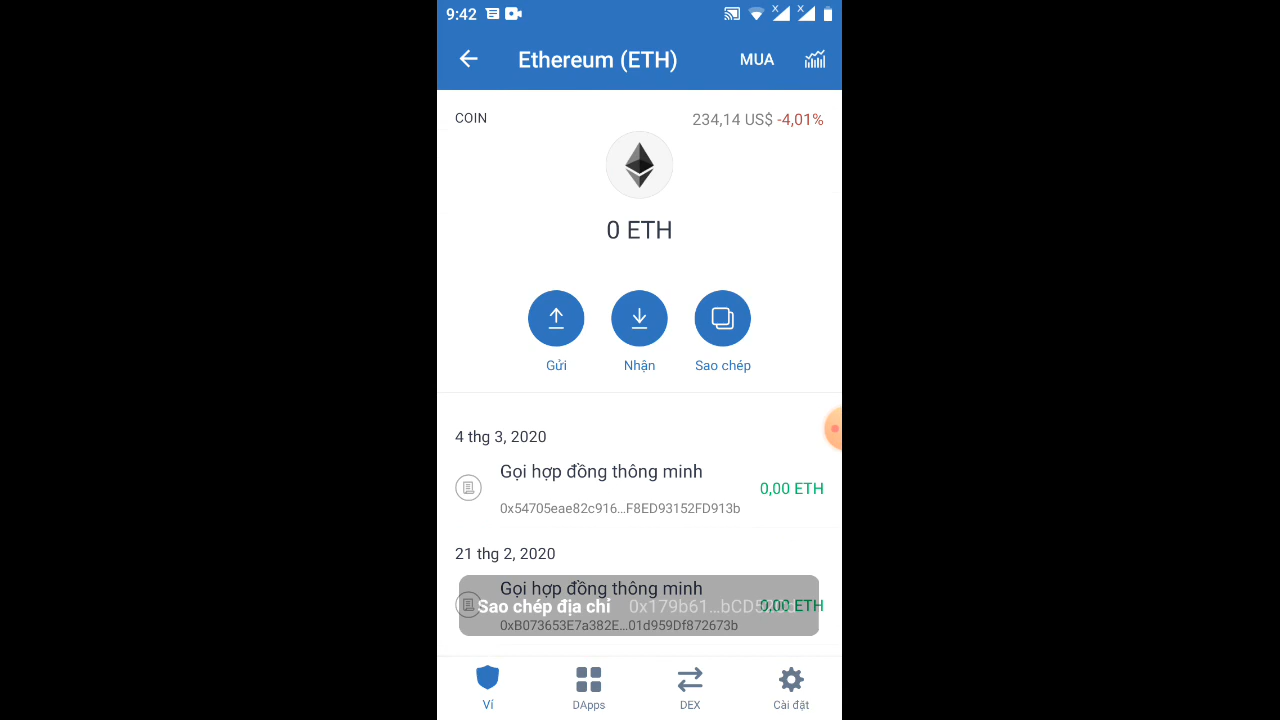 9:42
Ethereum (ETH)
MUA
COIN
234,14 US$ -4,01%
0 ETH
Gửi
Nhận
Sao chép
4 thg 3, 2020
Gọi hợp đồng thông minh
0,00 ETH
0x54705eae82c916...F8ED93152FD913b
21 thg 2, 2020
Gọi hợp đồng thông minh
0,00 ETH
Sao chép địa chỉ
0xB073653E7a382E...01d959Df872673b
Ví
DApps
DEX
Cài đặt